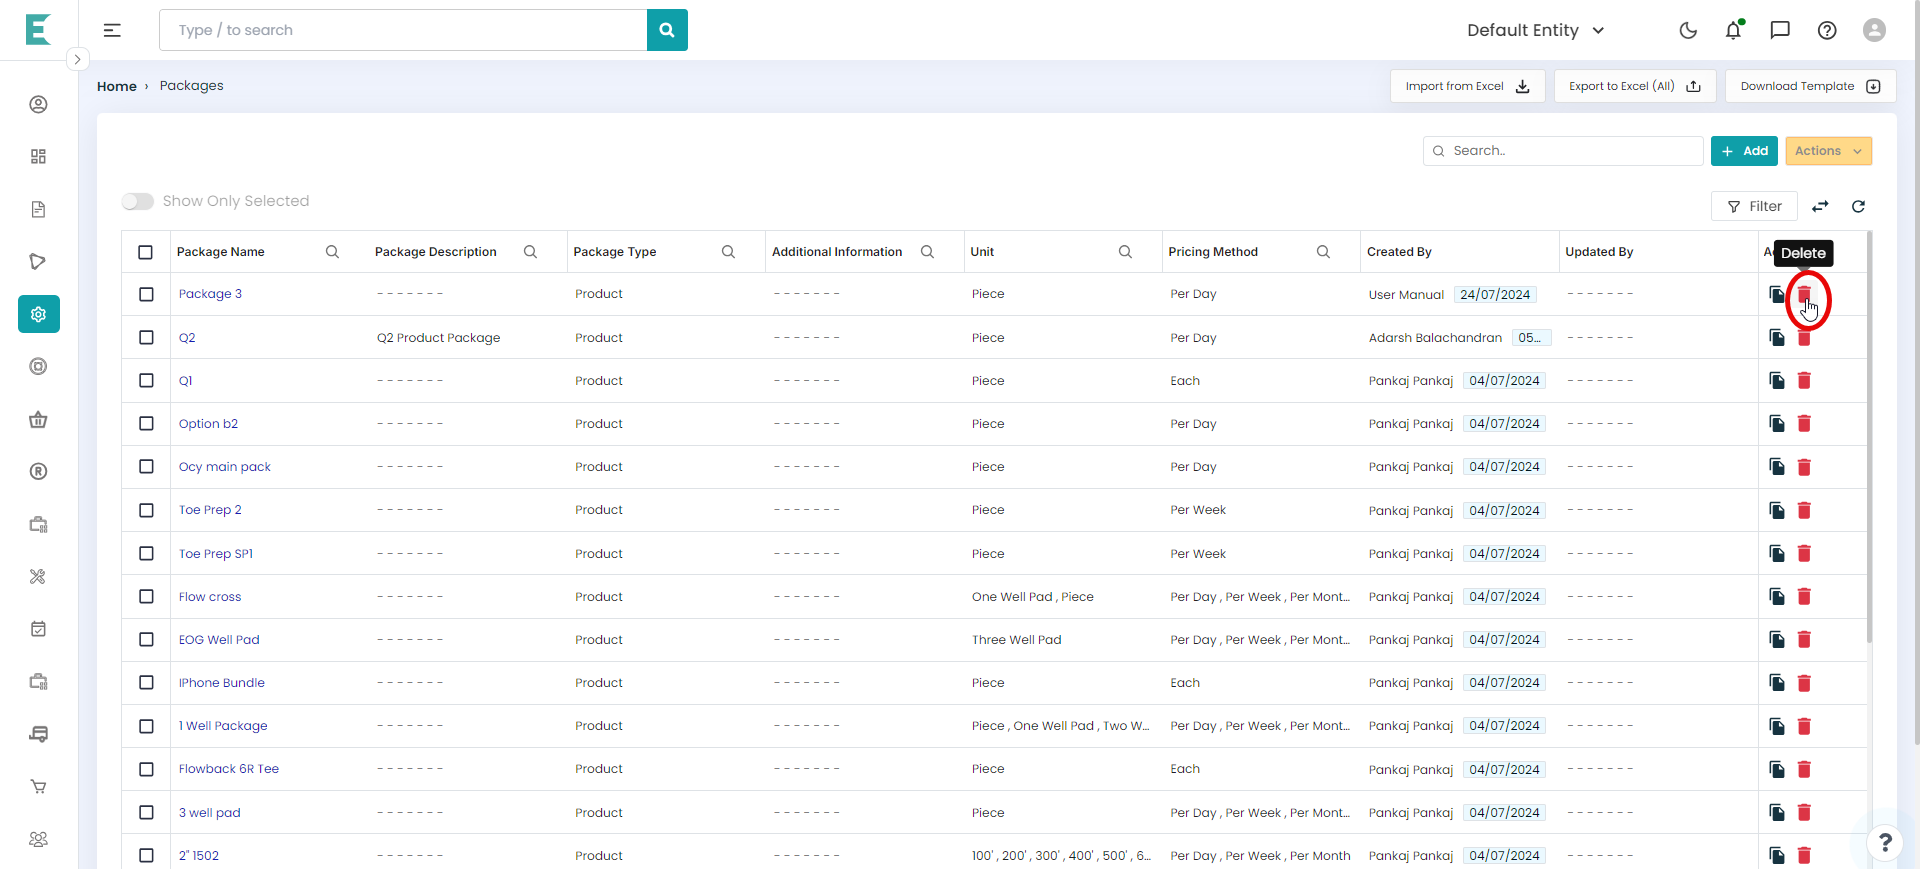 E
Type / to search
Default Entity
Home › Packages
Import from Excel
Export to Excel (All)
Download Template
Search..
+ Add
Actions
Show Only Selected
Filter
Package Name Package Description Package Type Additional Information Unit Pricing Method Created By Updated By
Delete
Package 3 - - - - - - - Product - - - - - - - Piece Per Day User Manual 24/07/2024 - - - - - - -
Q2 Q2 Product Package Product - - - - - - - Piece Per Day Adarsh Balachandran 05... - - - - - - -
Q1 - - - - - - - Product - - - - - - - Piece Each Pankaj Pankaj 04/07/2024 - - - - - - -
Option b2 - - - - - - - Product - - - - - - - Piece Per Day Pankaj Pankaj 04/07/2024 - - - - - - -
Ocy main pack - - - - - - - Product - - - - - - - Piece Per Day Pankaj Pankaj 04/07/2024 - - - - - - -
Toe Prep 2 - - - - - - - Product - - - - - - - Piece Per Week Pankaj Pankaj 04/07/2024 - - - - - - -
Toe Prep SP1 - - - - - - - Product - - - - - - - Piece Per Week Pankaj Pankaj 04/07/2024 - - - - - - -
Flow cross - - - - - - - Product - - - - - - - One Well Pad , Piece Per Day , Per Week , Per Mont... Pankaj Pankaj 04/07/2024 - - - - - - -
EOG Well Pad - - - - - - - Product - - - - - - - Three Well Pad Per Day , Per Week , Per Mont... Pankaj Pankaj 04/07/2024 - - - - - - -
IPhone Bundle - - - - - - - Product - - - - - - - Piece Each Pankaj Pankaj 04/07/2024 - - - - - - -
1 Well Package - - - - - - - Product - - - - - - - Piece , One Well Pad , Two W... Per Day , Per Week , Per Mont... Pankaj Pankaj 04/07/2024 - - - - - - -
Flowback 6R Tee - - - - - - - Product - - - - - - - Piece Each Pankaj Pankaj 04/07/2024 - - - - - - -
3 well pad - - - - - - - Product - - - - - - - Piece Per Day , Per Week , Per Mont... Pankaj Pankaj 04/07/2024 - - - - - - -
2" 1502 - - - - - - - Product - - - - - - - 100' , 200' , 300' , 400' , 500' , 6... Per Day , Per Week , Per Month Pankaj Pankaj 04/07/2024 - - - - - - -
?